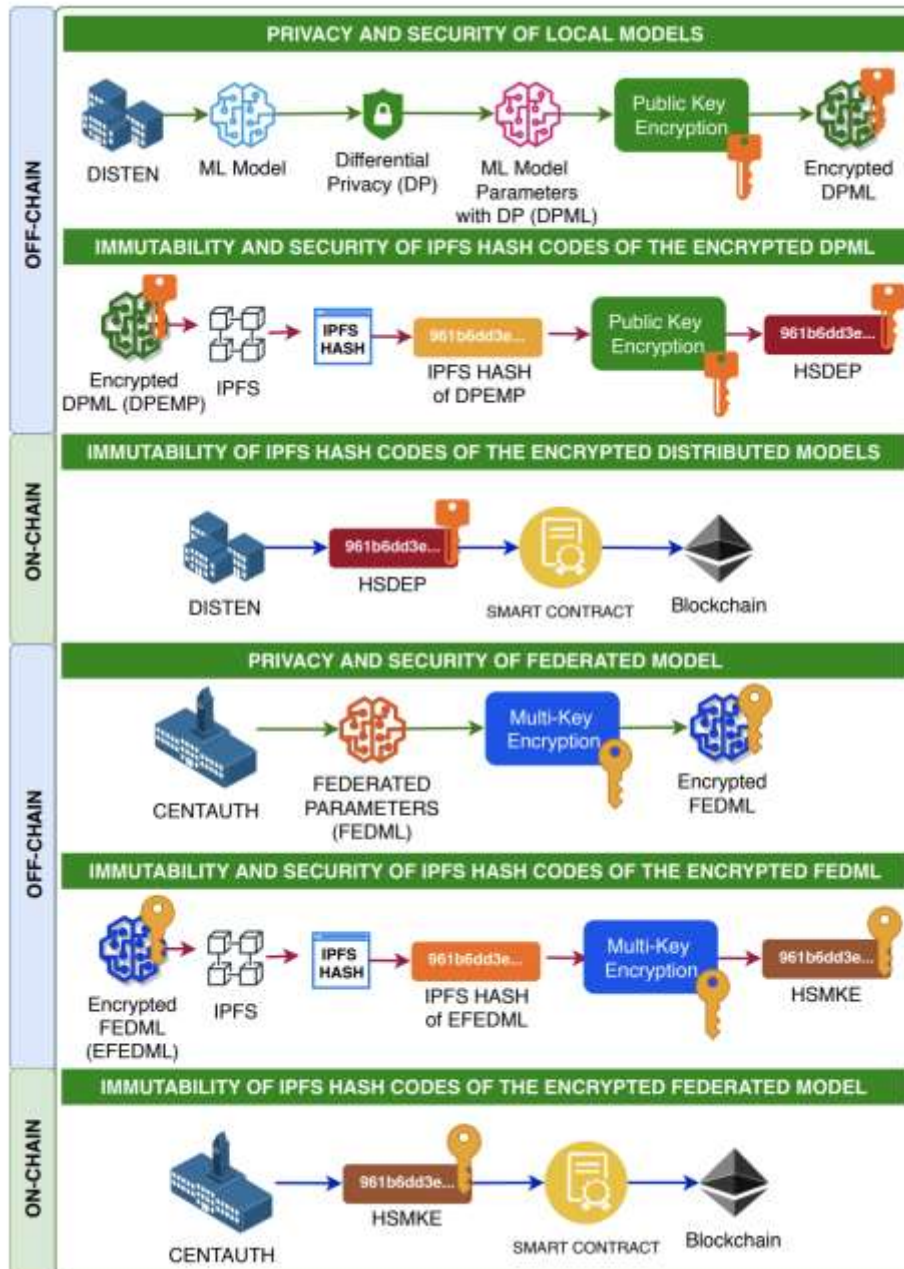 PRIVACY AND SECURITY OF LOCAL MODELS
OFF-CHAIN
DISTEN
ML Model
Differential
Privacy (DP)
ML Model
Parameters
with DP (DPML)
Public Key
Encryption
Encrypted
DPML
IMMUTABILITY AND SECURITY OF IPFS HASH CODES OF THE ENCRYPTED DPML
Encrypted
DPML (DPEMP)
IPFS
IPFS
HASH
961b6dd3e...
IPFS HASH
of DPEMP
Public Key
Encryption
961b6dd3e...
HSDEP
IMMUTABILITY OF IPFS HASH CODES OF THE ENCRYPTED DISTRIBUTED MODELS
ON-CHAIN
DISTEN
961b6dd3e...
HSDEP
SMART CONTRACT
Blockchain
PRIVACY AND SECURITY OF FEDERATED MODEL
OFF-CHAIN
CENTAUTH
FEDERATED
PARAMETERS
(FEDML)
Multi-Key
Encryption
Encrypted
FEDML
IMMUTABILITY AND SECURITY OF IPFS HASH CODES OF THE ENCRYPTED FEDML
Encrypted
FEDML
(EFEDML)
IPFS
IPFS
HASH
961b6dd3e...
IPFS HASH
of EFEDML
Multi-Key
Encryption
961b6dd3e...
HSMKE
IMMUTABILITY OF IPFS HASH CODES OF THE ENCRYPTED FEDERATED MODEL
ON-CHAIN
CENTAUTH
961b6dd3e...
HSMKE
SMART CONTRACT
Blockchain